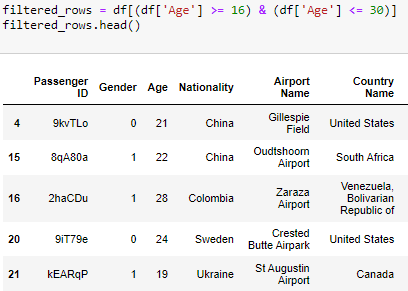 filtered_rows = df[(df['Age'] >= 16) & (df['Age'] <= 30)]
filtered_rows.head()
Passenger ID Gender Age Nationality Airport Name Country Name
4 9kvTLo 0 21 China Gillespie Field United States
15 8qA80a 1 22 China Oudtshoorn Airport South Africa
16 2haCDu 1 28 Colombia Zaraza Airport Venezuela, Bolivarian Republic of
20 9iT79e 0 24 Sweden Crested Butte Airpark United States
21 kEARqP 1 19 Ukraine St Augustin Airport Canada